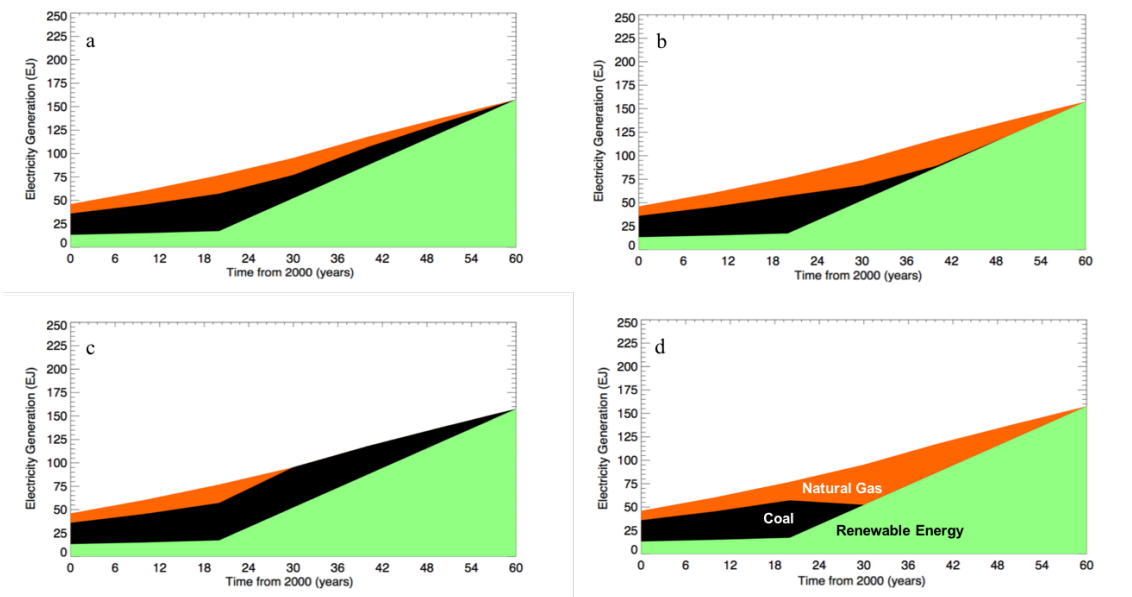 a
250
225
200
175
150
125
100
75
50
25
0
Electricity Generation (EJ)
0 6 12 18 24 30 36 42 48 54 60
Time from 2000 (years)
b
250
225
200
175
150
125
100
75
50
25
0
Electricity Generation (EJ)
0 6 12 18 24 30 36 42 48 54 60
Time from 2000 (years)
c
250
225
200
175
150
125
100
75
50
25
0
Electricity Generation (EJ)
0 6 12 18 24 30 36 42 48 54 60
Time from 2000 (years)
d
250
225
200
175
150
125
100
75
50
25
0
Electricity Generation (EJ)
Natural Gas
Coal
Renewable Energy
0 6 12 18 24 30 36 42 48 54 60
Time from 2000 (years)